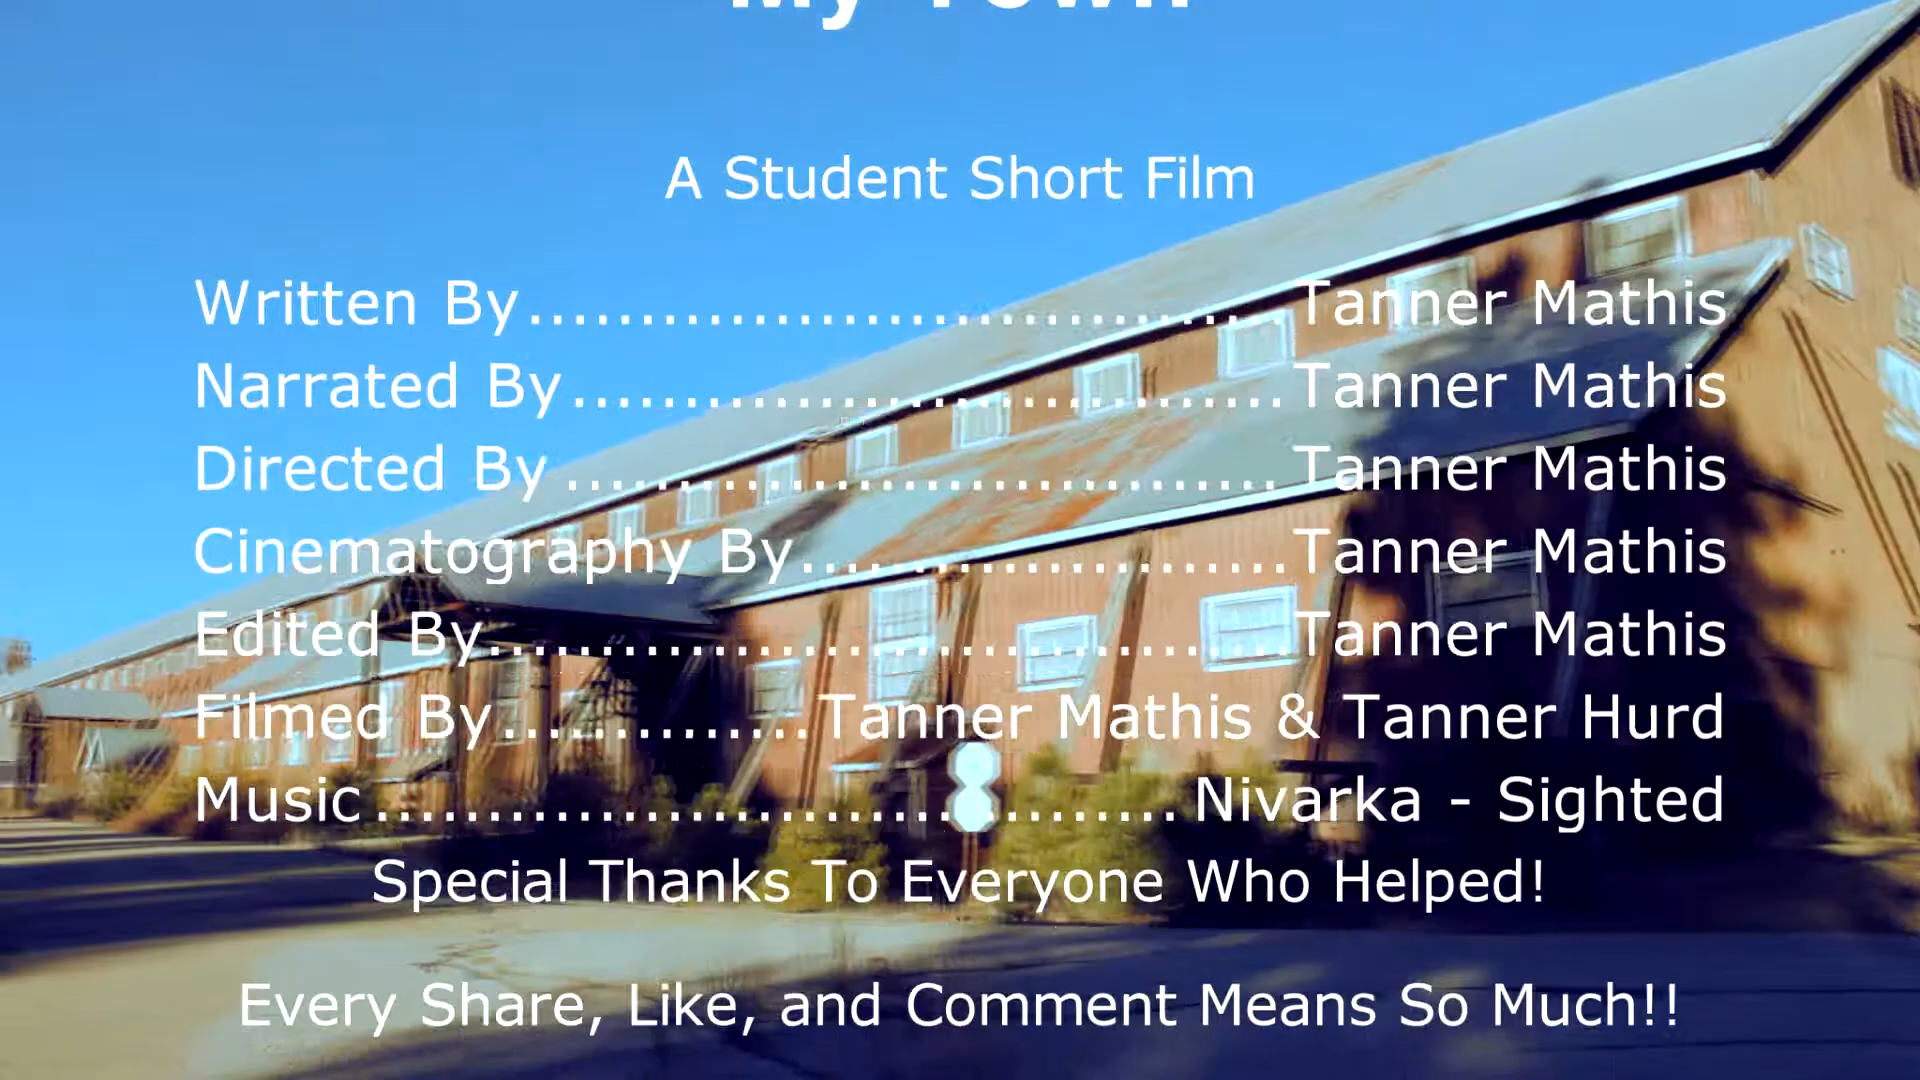 My Town
A Student Short Film
Written By..................................Tanner Mathis
Narrated By................................Tanner Mathis
Directed By................................Tanner Mathis
Cinematography By......................Tanner Mathis
Edited By....................................Tanner Mathis
Filmed By..............Tanner Mathis & Tanner Hurd
Music....................................Nivarka - Sighted
Special Thanks To Everyone Who Helped!
Every Share, Like, and Comment Means So Much!!